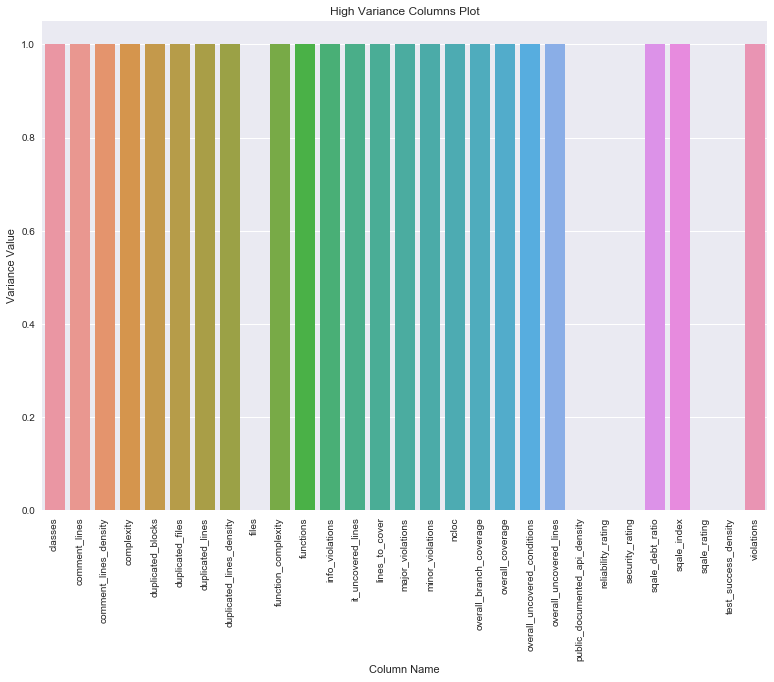 High Variance Columns Plot
Variance Value
1.0
0.8
0.6
0.4
0.2
0.0
classes
comment_lines
comment_lines_density
complexity
duplicated_blocks
duplicated_files
duplicated_lines
duplicated_lines_density
files
function_complexity
functions
info_violations
it_uncovered_lines
lines_to_cover
major_violations
minor_violations
ncloc
overall_branch_coverage
overall_coverage
overall_uncovered_conditions
overall_uncovered_lines
public_documented_api_density
reliability_rating
security_rating
sqale_debt_ratio
sqale_index
sqale_rating
test_success_density
violations
Column Name